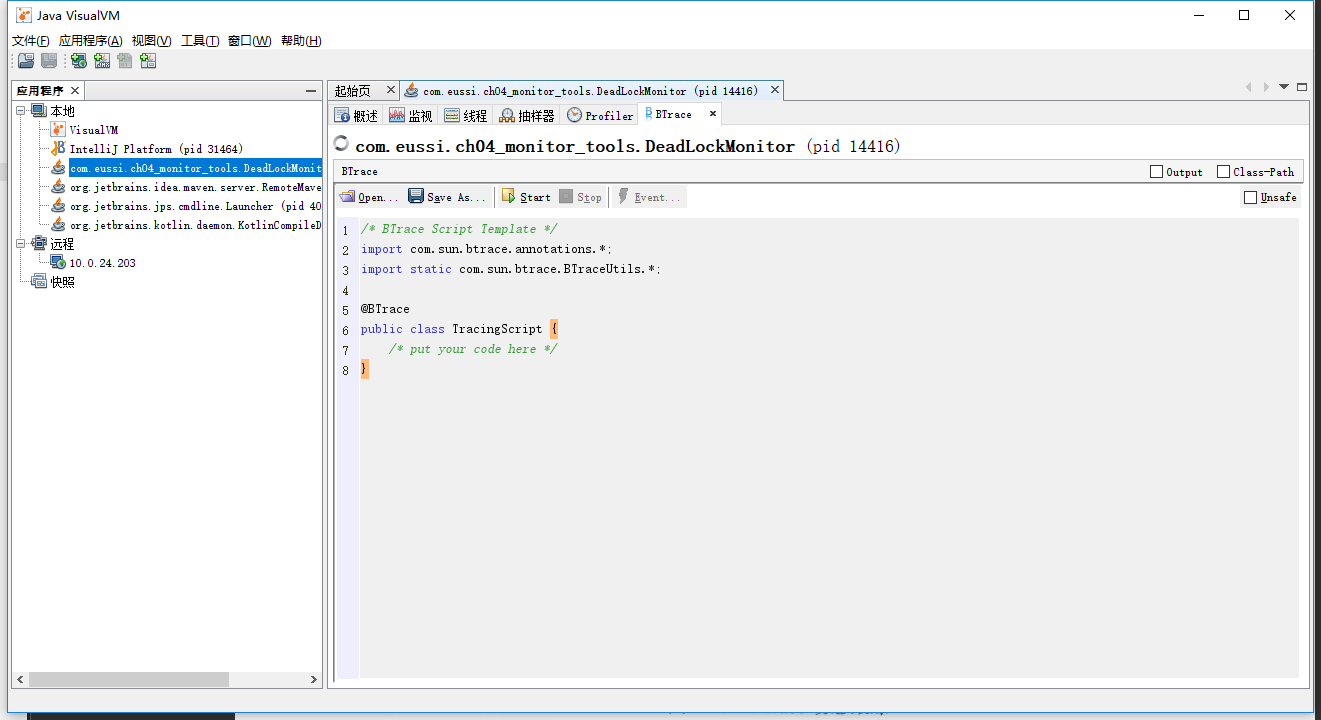 Java VisualVM
文件(F) 应用程序(A) 视图(V) 工具(T) 窗口(W) 帮助(H)
应用程序
本地
VisualVM
IntelliJ Platform (pid 31464)
com.eussi.ch04_monitor_tools.DeadLockMonit
org.jetbrains.idea.maven.server.RemoteMave
org.jetbrains.jps.cmdline.Launcher (pid 40
org.jetbrains.kotlin.daemon.KotlinCompileD
远程
10.0.24.203
快照
起始页 com.eussi.ch04_monitor_tools.DeadLockMonitor (pid 14416)
概述 监视 线程 抽样器 Profiler BTrace
com.eussi.ch04_monitor_tools.DeadLockMonitor (pid 14416)
BTrace Output Class-Path
Open... Save As... Start Stop Event... Unsafe
1 /* BTrace Script Template */
2 import com.sun.btrace.annotations.*;
3 import static com.sun.btrace.BTraceUtils.*;
4
5 @BTrace
6 public class TracingScript {
7 /* put your code here */
8 }